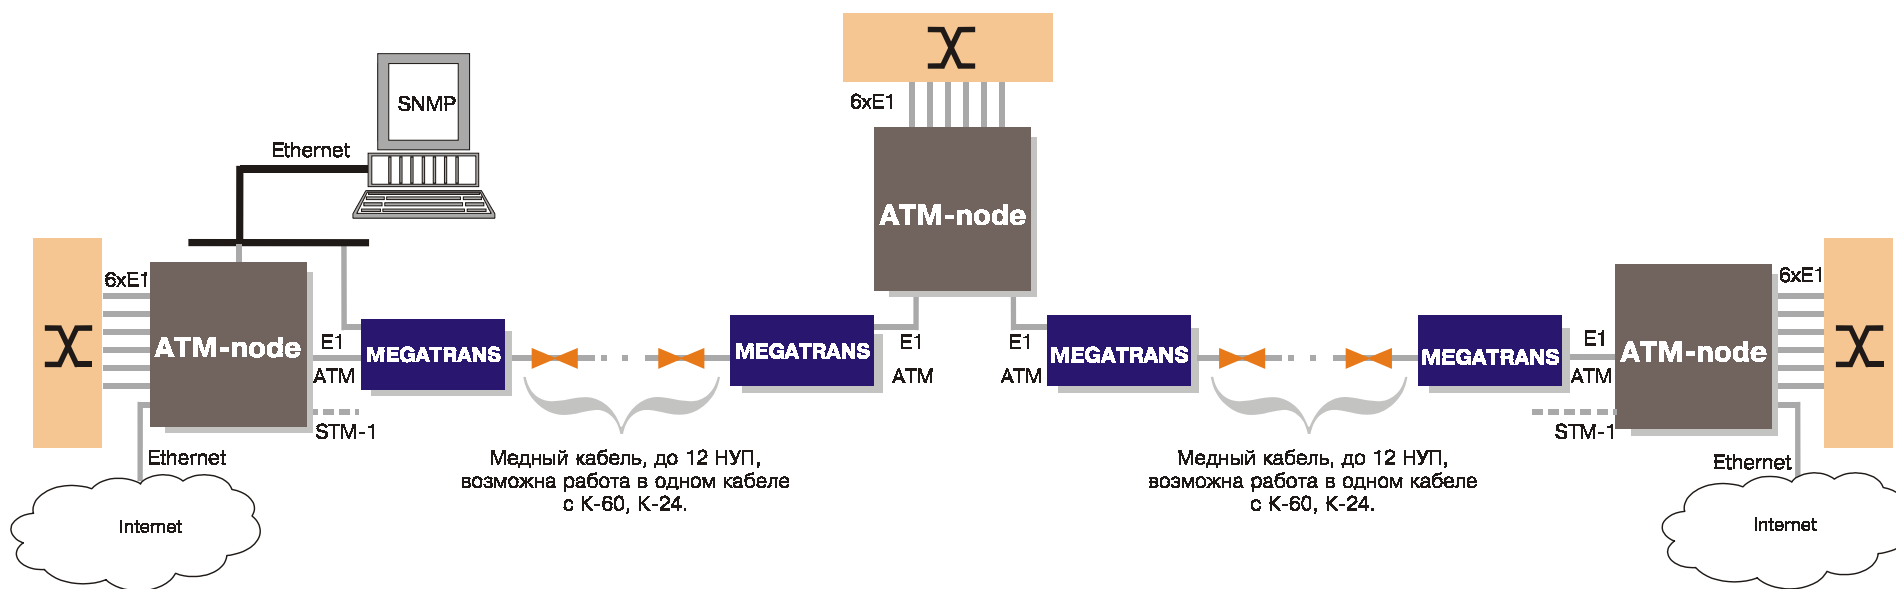 SNMP
Ethernet
6xE1
ATM-node
6xE1
ATM-node
E1
ATM
STM-1
Ethernet
Internet
MEGATRANS
MEGATRANS
E1
ATM
Медный кабель, до 12 НУП,
возможна работа в одном кабеле
с К-60, К-24.
E1
ATM
MEGATRANS
MEGATRANS
Медный кабель, до 12 НУП,
возможна работа в одном кабеле
с К-60, К-24.
E1
ATM
STM-1
ATM-node
6xE1
Ethernet
Internet